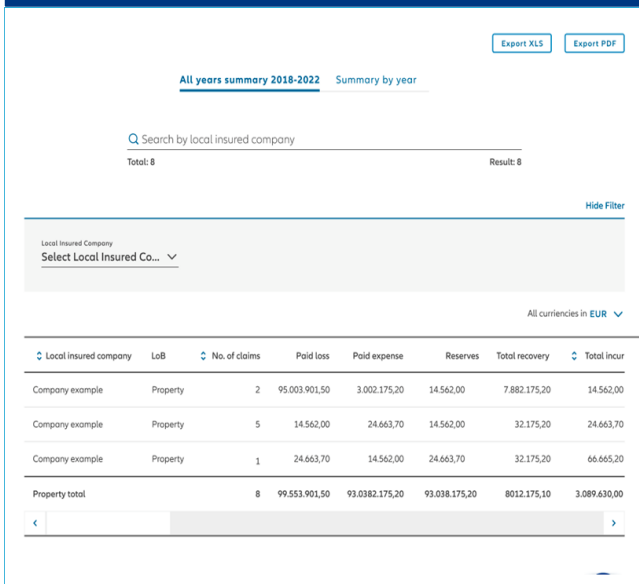 Export XLS Export PDF
All years summary 2018-2022 Summary by year
Search by local insured company
Total: 8 Result: 8
Hide Filter
Local Insured Company
Select Local Insured Co...
All curriencies in EUR
Local insured company LoB No. of claims Paid loss Paid expense Reserves Total recovery Total incur
Company example Property 2 95.003.901,50 3.002.175,20 14.562,00 7.882.175,20 14.562,00
Company example Property 5 14.562,00 24.663,70 14.562,00 32.175,20 24.663,70
Company example Property 1 24.663,70 14.562,00 24.663,70 32.175,20 66.665,20
Property total 8 99.553.901,50 93.0382.175,20 93.038.175,20 8012.175,10 3.089.630,00